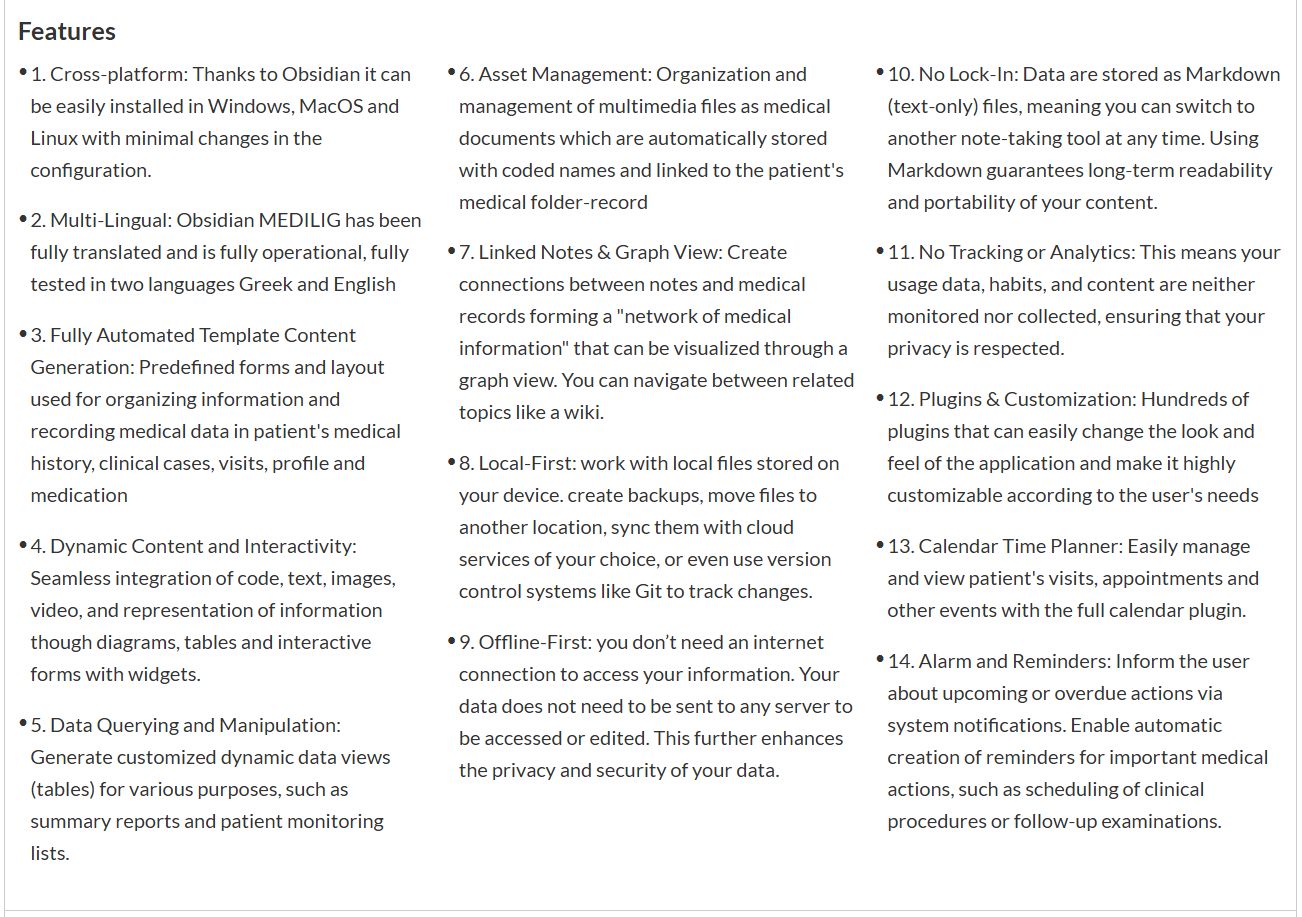 Features
• 1. Cross-platform: Thanks to Obsidian it can
be easily installed in Windows, MacOS and
Linux with minimal changes in the
configuration.
• 2. Multi-Lingual: Obsidian MEDILIG has been
fully translated and is fully operational, fully
tested in two languages Greek and English
• 3. Fully Automated Template Content
Generation: Predefined forms and layout
used for organizing information and
recording medical data in patient's medical
history, clinical cases, visits, profile and
medication
• 4. Dynamic Content and Interactivity:
Seamless integration of code, text, images,
video, and representation of information
though diagrams, tables and interactive
forms with widgets.
• 5. Data Querying and Manipulation:
Generate customized dynamic data views
(tables) for various purposes, such as
summary reports and patient monitoring
lists.
• 6. Asset Management: Organization and
management of multimedia files as medical
documents which are automatically stored
with coded names and linked to the patient's
medical folder-record
• 7. Linked Notes & Graph View: Create
connections between notes and medical
records forming a "network of medical
information" that can be visualized through a
graph view. You can navigate between related
topics like a wiki.
• 8. Local-First: work with local files stored on
your device. create backups, move files to
another location, sync them with cloud
services of your choice, or even use version
control systems like Git to track changes.
• 9. Offline-First: you don’t need an internet
connection to access your information. Your
data does not need to be sent to any server to
be accessed or edited. This further enhances
the privacy and security of your data.
• 10. No Lock-In: Data are stored as Markdown
(text-only) files, meaning you can switch to
another note-taking tool at any time. Using
Markdown guarantees long-term readability
and portability of your content.
• 11. No Tracking or Analytics: This means your
usage data, habits, and content are neither
monitored nor collected, ensuring that your
privacy is respected.
• 12. Plugins & Customization: Hundreds of
plugins that can easily change the look and
feel of the application and make it highly
customizable according to the user's needs
• 13. Calendar Time Planner: Easily manage
and view patient's visits, appointments and
other events with the full calendar plugin.
• 14. Alarm and Reminders: Inform the user
about upcoming or overdue actions via
system notifications. Enable automatic
creation of reminders for important medical
actions, such as scheduling of clinical
procedures or follow-up examinations.